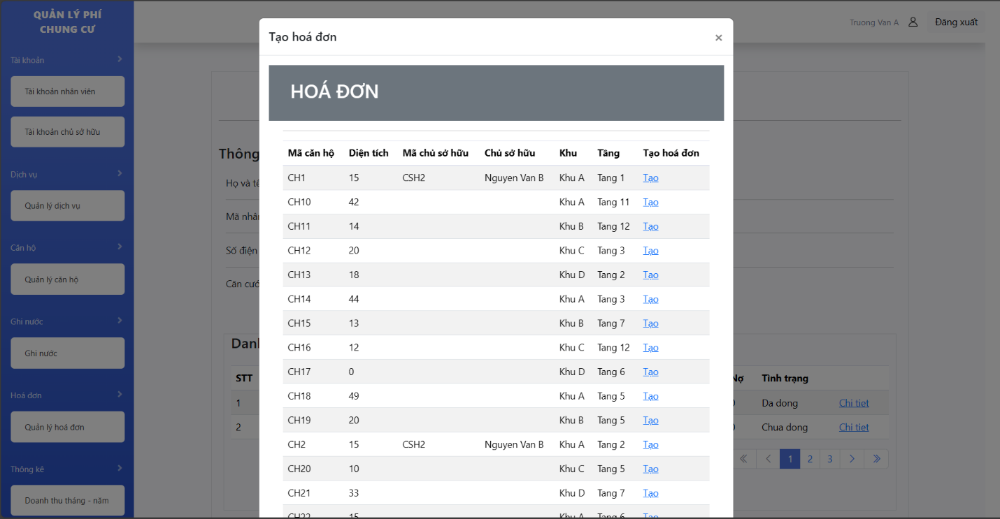 QUẢN LÝ PHÍ
CHUNG CƯ
Tài khoản
Tài khoản nhân viên
Tài khoản chủ sở hữu
Dịch vụ
Quản lý dịch vụ
Căn hộ
Quản lý căn hộ
Ghi nước
Ghi nước
Hoá đơn
Quản lý hoá đơn
Thống kê
Doanh thu tháng - năm
Truong Van A Đăng xuất
Thông
Họ và
Mã
Số điện
Căn
STT
1
2
Tạo hoá đơn ×
HOÁ ĐƠN
Mã căn hộ Diện tích Mã chủ sở hữu Chủ sở hữu Khu Tầng Tạo hoá đơn
CH1 15 CSH2 Nguyen Van B Khu A Tang 1 Tạo
CH10 42 Khu A Tang 11 Tạo
CH11 14 Khu B Tang 12 Tạo
CH12 20 Khu C Tang 3 Tạo
CH13 18 Khu D Tang 2 Tạo
CH14 44 Khu A Tang 3 Tạo
CH15 13 Khu B Tang 7 Tạo
CH16 12 Khu C Tang 12 Tạo
CH17 0 Khu D Tang 6 Tạo
CH18 49 Khu A Tang 5 Tạo
CH19 20 Khu B Tang 5 Tạo
CH2 15 CSH2 Nguyen Van B Khu A Tang 2 Tạo
CH20 10 Khu C Tang 5 Tạo
CH21 33 Khu D Tang 7 Tạo
CH22 15 Khu A Tang 6 Tạo
Nợ Tình trạng
Da dong Chi tiet
Chua dong Chi tiet
« < 1 2 3 > »